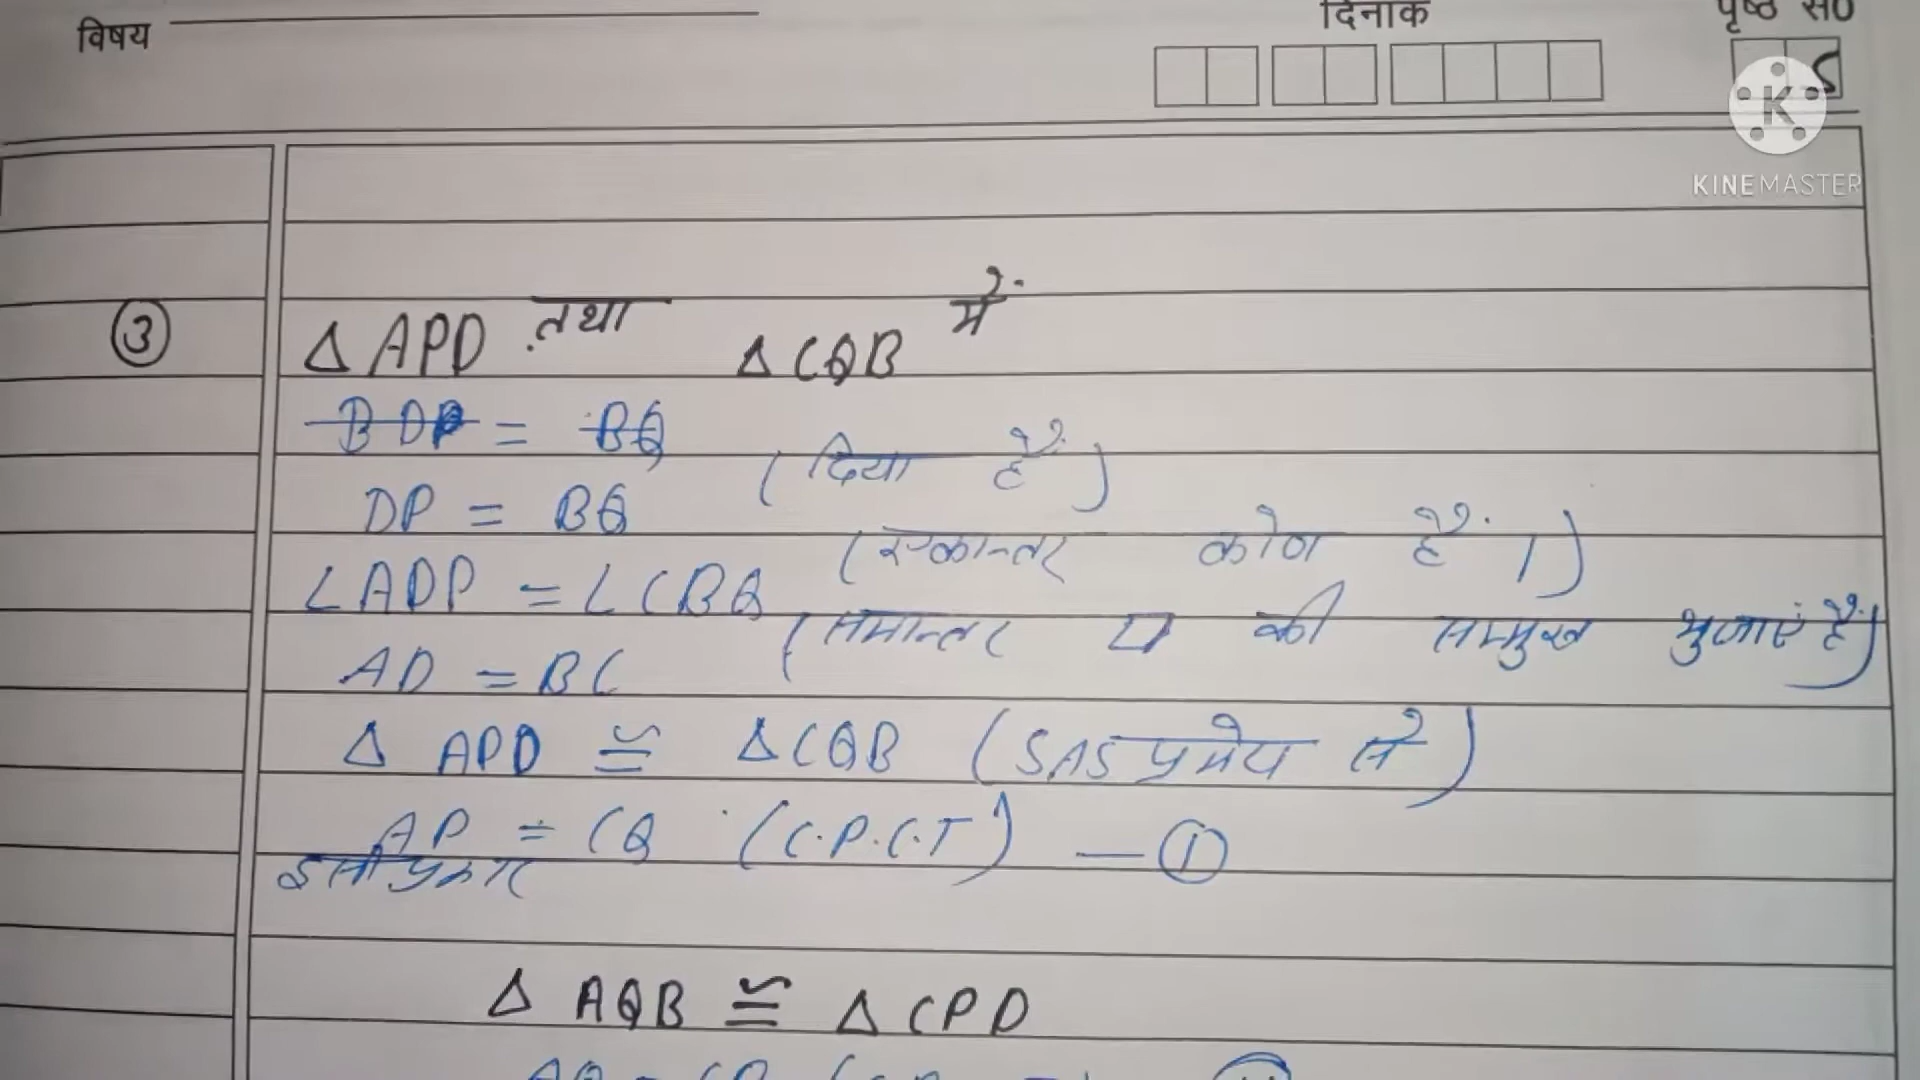 विषय दिनांक पृष्ठ सं0
5
KINEMASTER
③ △ APD तथा △ CQB में
BDP = BQ
DP = BQ (दिया है)
∠ADP = ∠CBQ (एकान्तर कोण हैं।)
AD = BC (समान्तर ▱ की सम्मुख भुजाएं हैं)
△ APD ≅ △CQB (SAS प्रमेय से)
AP = CQ (C.P.C.T) — ①
इसी प्रकार
△ AQB ≅ △ CPD